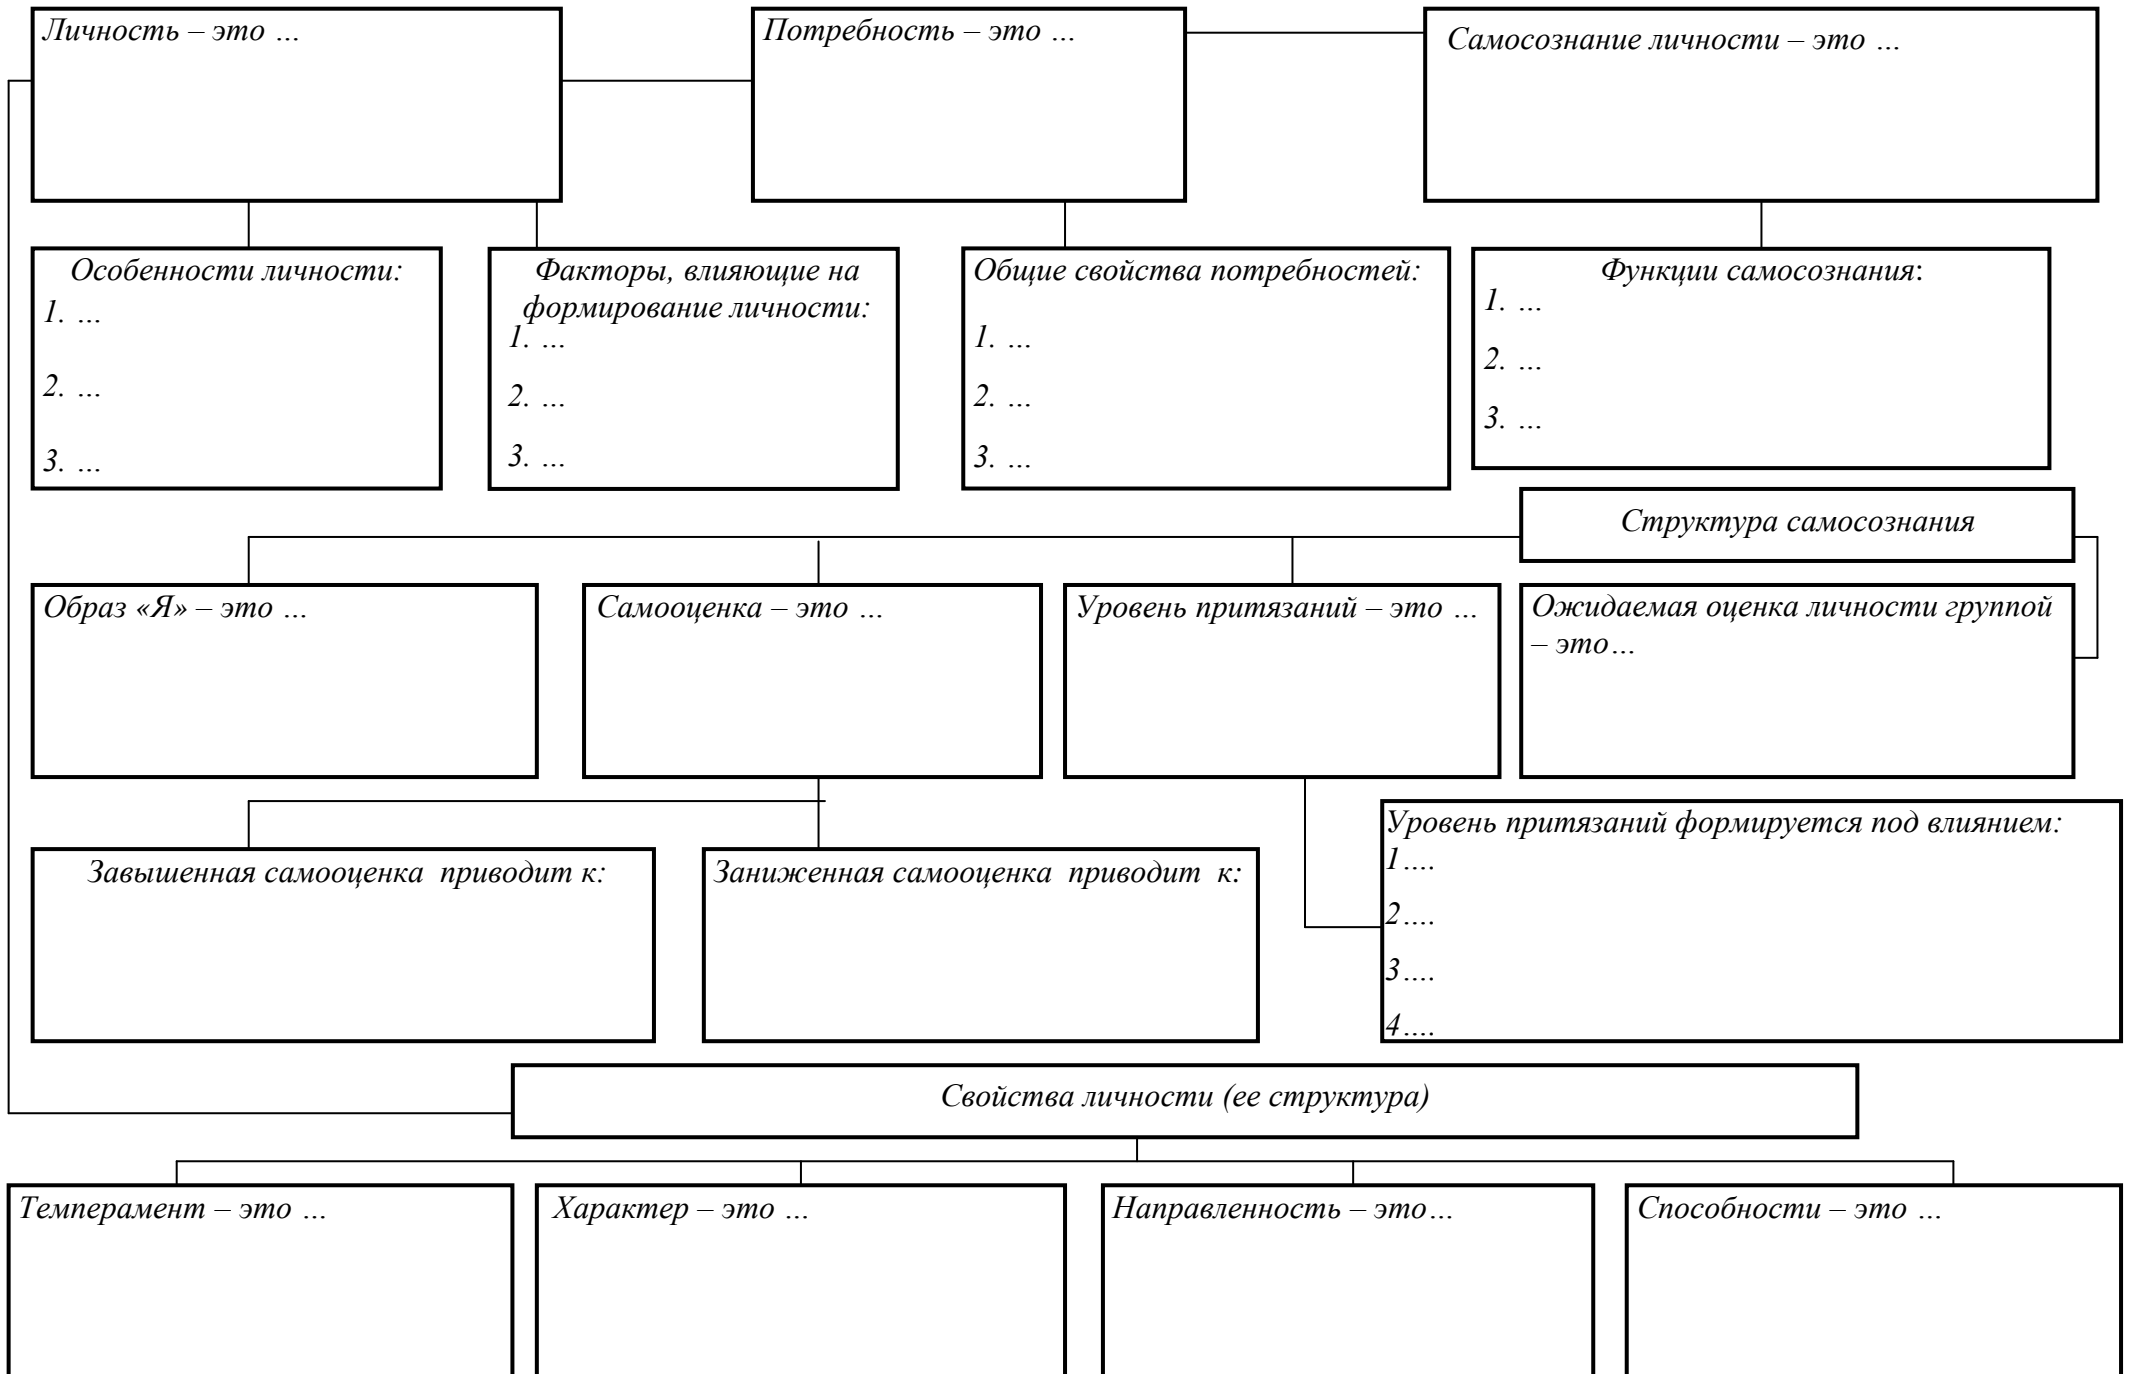 Личность – это …
Потребность – это …
Самосознание личности – это …
Особенности личности:
1. …
2. …
3. …
Факторы, влияющие на
формирование личности:
1. …
2. …
3. …
Общие свойства потребностей:
1. …
2. …
3. …
Функции самосознания:
1. …
2. …
3. …
Структура самосознания
Образ «Я» – это …
Самооценка – это …
Уровень притязаний – это …
Ожидаемая оценка личности группой
– это…
Завышенная самооценка  приводит к:
Заниженная самооценка  приводит  к:
Уровень притязаний формируется под влиянием:
1….
2….
3….
4….
Свойства личности (ее структура)
Темперамент – это …
Характер – это …
Направленность – это…
Способности – это …